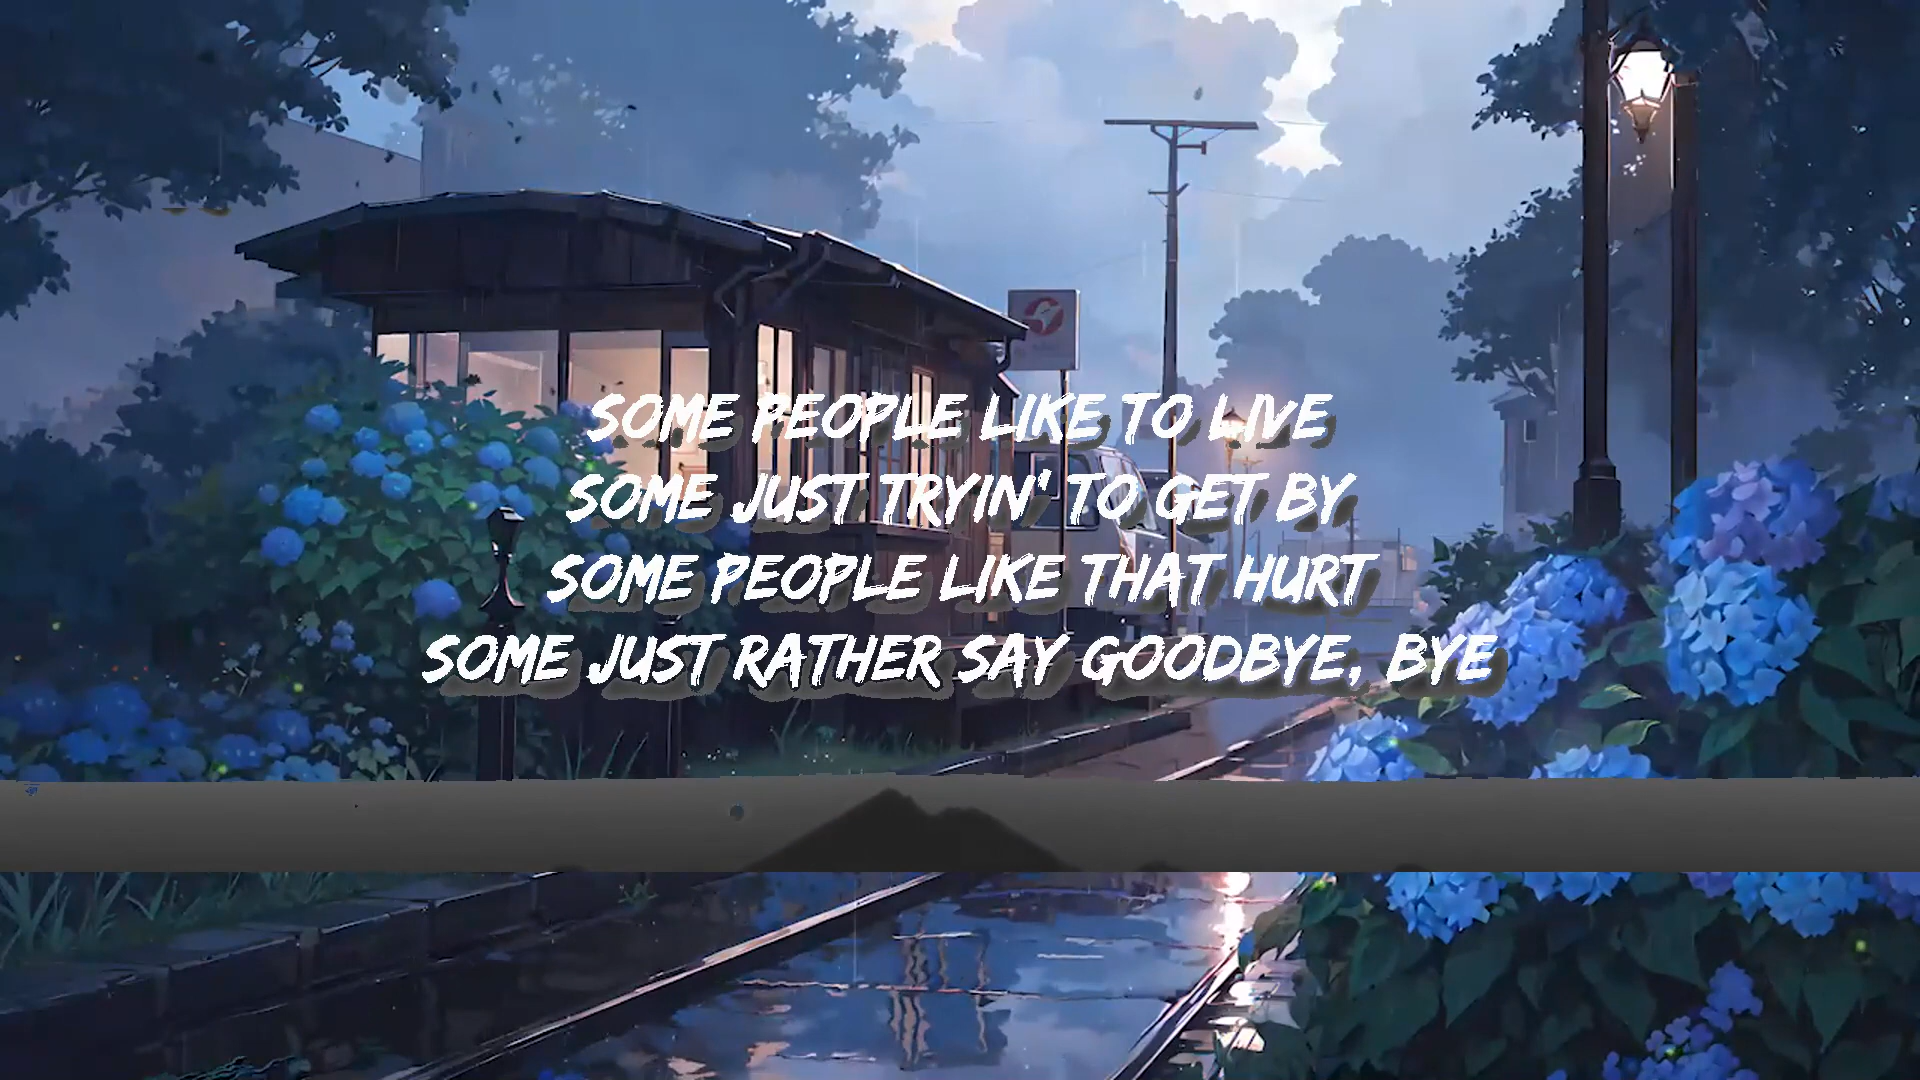 SOME PEOPLE LIKE TO LIVE
SOME JUST TRYIN' TO GET BY
SOME PEOPLE LIKE THAT HURT
SOME JUST RATHER SAY GOODBYE, BYE